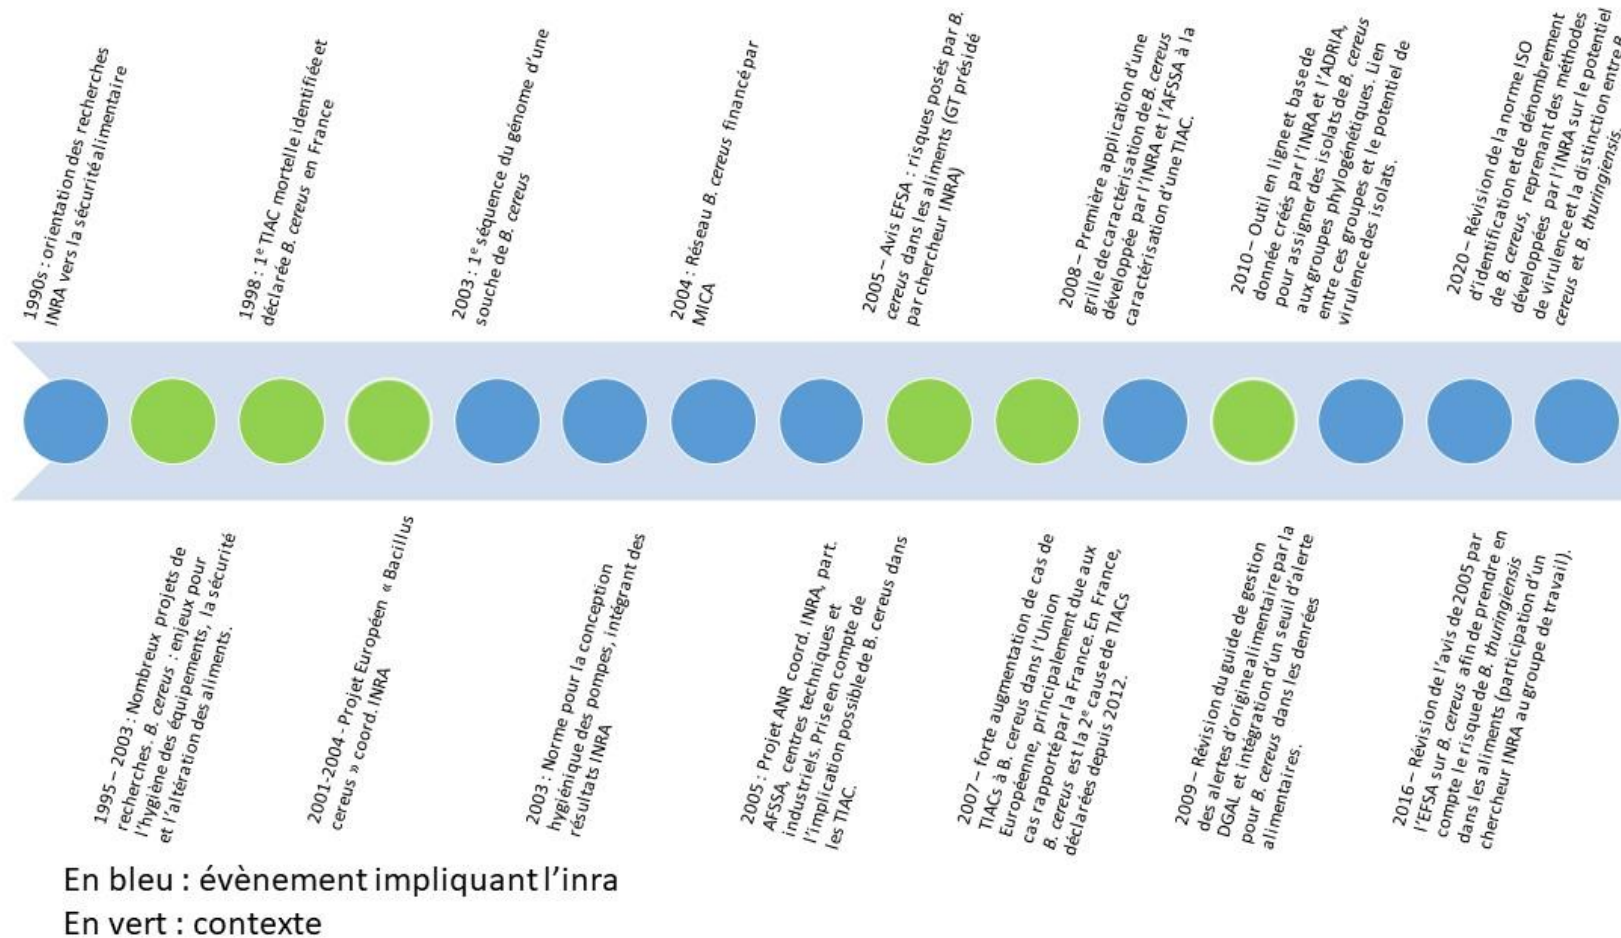 1990s : orientation des recherches
INRA vers la sécurité alimentaire
1998 : 1e TIAC mortelle identifiée et
déclarée B. cereus en France
2003 : 1e séquence du génome d'une
souche de B. cereus
2004 : Réseau B. cereus financé par
MICA
2005 – Avis EFSA : risques posés par B.
cereus dans les aliments (GT présidé
par chercheur INRA)
2008 – Première application d'une
grille de caractérisation de B. cereus
développée par l'INRA et l'AFSSA à la
caractérisation d'une TIAC.
2010 – Outil en ligne et base de
donnée créés par l'INRA et l'ADRIA,
pour assigner des isolats de B. cereus
aux groupes phylogénétiques. Lien
entre ces groupes et le potentiel de
virulence des isolats.
2020 – Révision de la norme ISO
d'identification et de dénombrement
de B. cereus, reprenant des méthodes
développées par l'INRA sur le potentiel
de virulence et la distinction entre B.
cereus et B. thuringiensis.
1995 – 2003 : Nombreux projets de
recherches. B. cereus : enjeux pour
l'hygiène des équipements, la sécurité
et l'altération des aliments.
2001-2004 - Projet Européen « Bacillus
cereus » coord. INRA
2003 : Norme pour la conception
hygiénique des pompes, intégrant des
résultats INRA
2005 : Projet ANR coord. INRA, part.
AFSSA, centres techniques et
industriels. Prise en compte de
l'implication possible de B. cereus dans
les TIAC.
2007 – forte augmentation de cas de
TIACs à B. cereus dans l'Union
Européenne, principalement due aux
cas rapporté par la France. En France,
B. cereus est la 2e cause de TIACs
déclarées depuis 2012.
2009 – Révision du guide de gestion
des alertes d'origine alimentaire par la
DGAL et intégration d'un seuil d'alerte
pour B. cereus dans les denrées
alimentaires.
2016 – Révision de l'avis de 2005 par
l'EFSA sur B. cereus afin de prendre en
compte le risque de B. thuringiensis
dans les aliments (participation d'un
chercheur INRA au groupe de travail).
En bleu : évènement impliquant l'inra
En vert : contexte